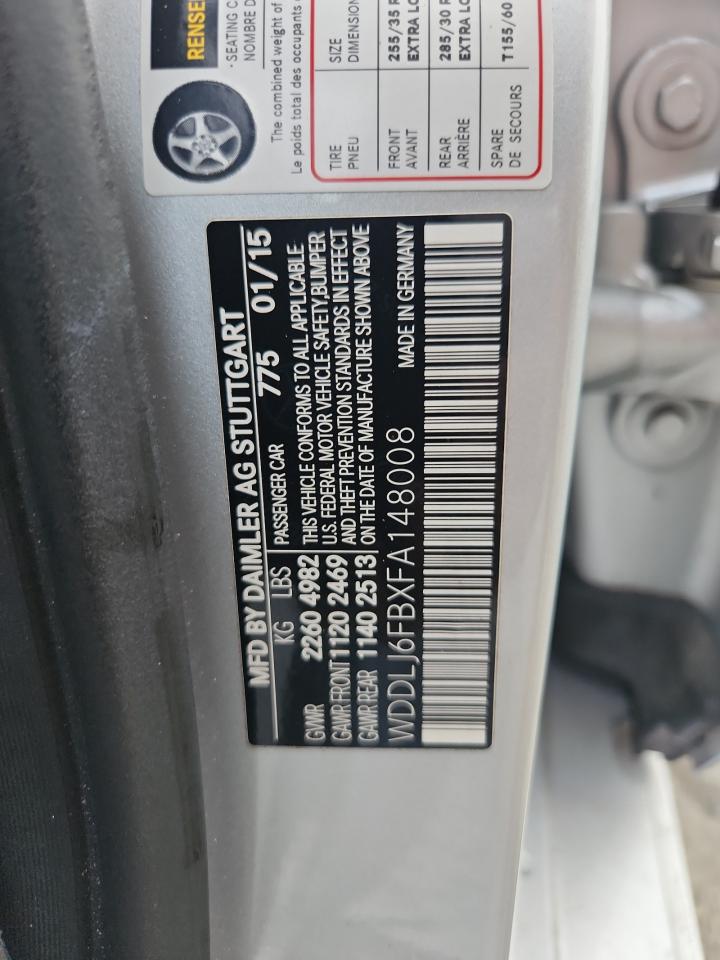 RENSE
· SEATING C
NOMBRE D
The combined weight of
Le poids total des occupants
TIRE SIZE
PNEU DIMENSION
FRONT 255/35 R
AVANT EXTRA LO
REAR 285/30 R
ARRIÈRE EXTRA LO
SPARE T155/60
DE SECOURS
MFD BY DAIMLER AG STUTTGART
KG LBS PASSENGER CAR 775 01/15
GVWR 2260 4982 THIS VEHICLE CONFORMS TO ALL APPLICABLE
U.S. FEDERAL MOTOR VEHICLE SAFETY,BUMPER
GAWR FRONT 1120 2469 AND THEFT PREVENTION STANDARDS IN EFFECT
GAWR REAR 1140 2513 ON THE DATE OF MANUFACTURE SHOWN ABOVE
WDDLJ6FBXFA148008 MADE IN GERMANY